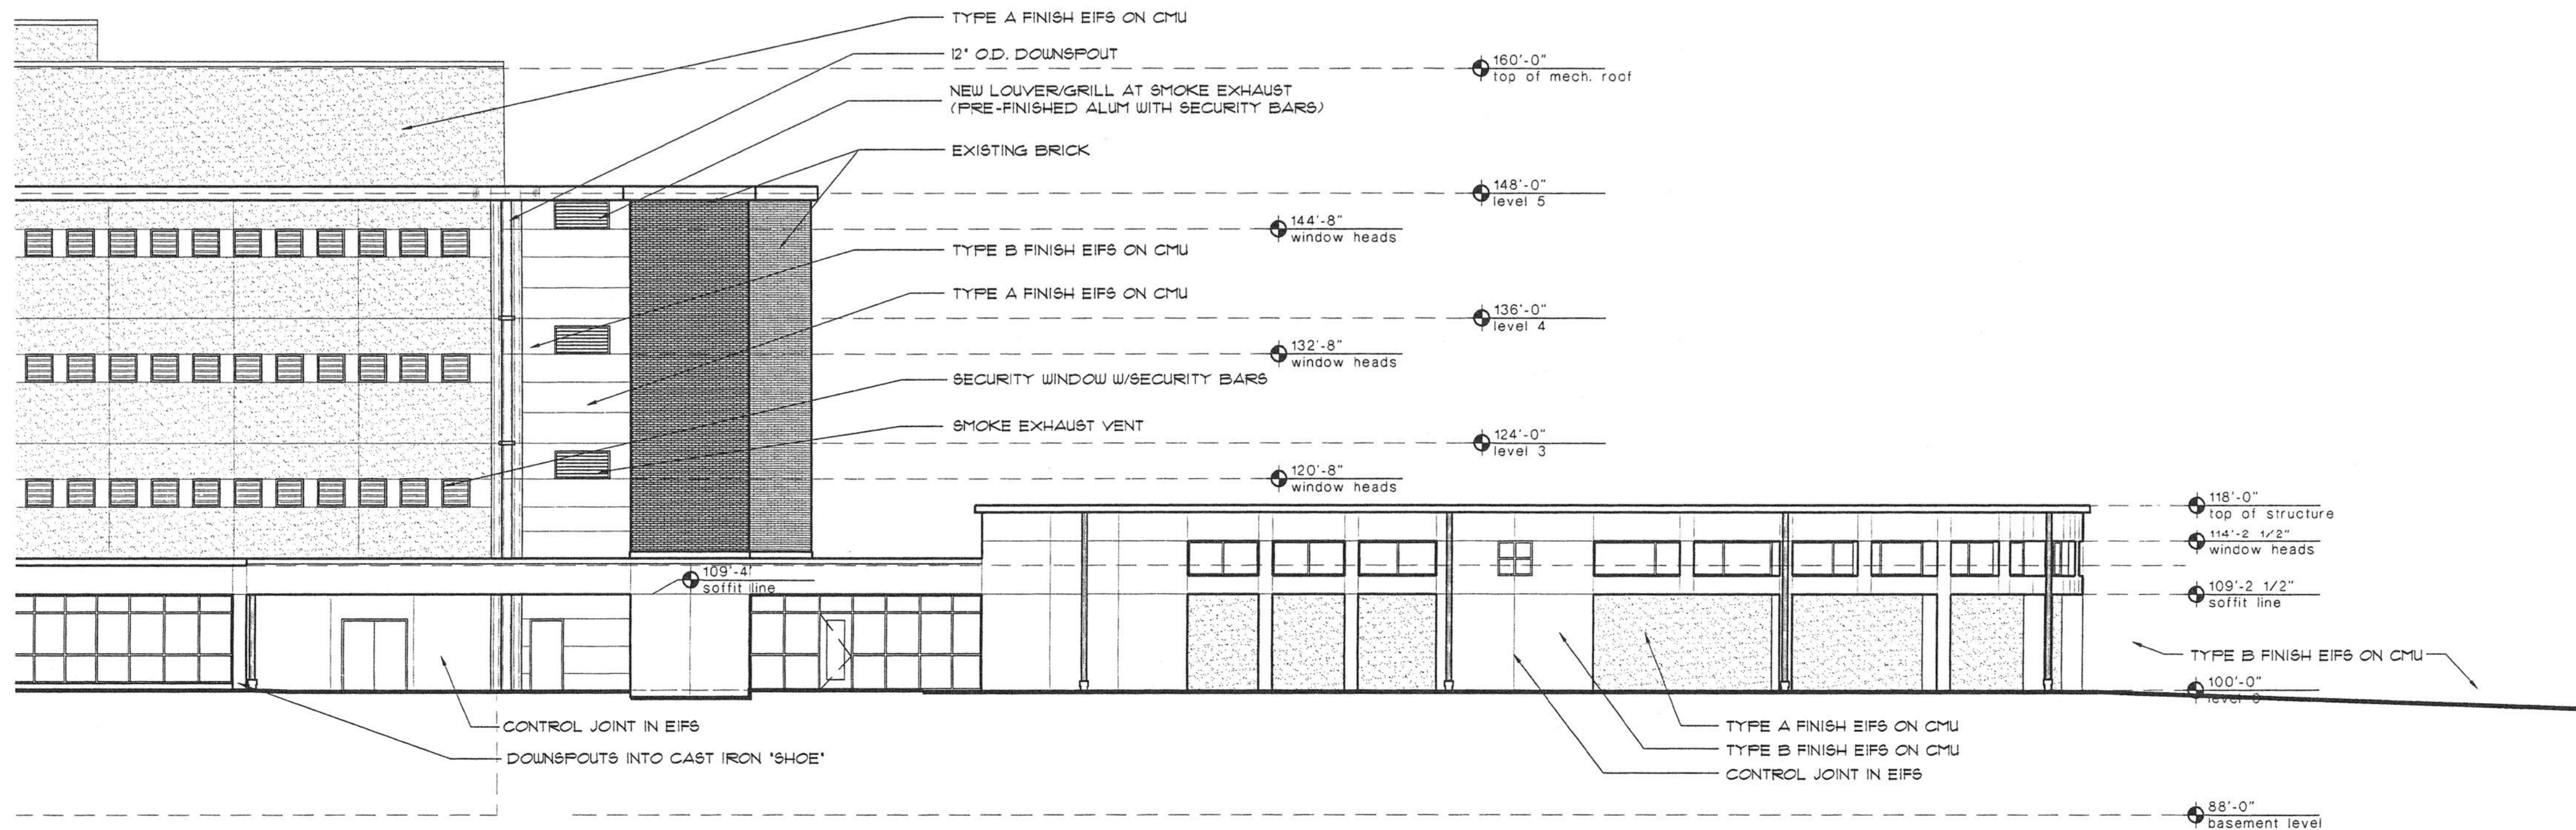 TYPE A FINISH EIFS ON CMU
12" O.D. DOWNSPOUT
160'-0"
top of mech. roof
NEW LOUVER/GRILL AT SMOKE EXHAUST
(PRE-FINISHED ALUM WITH SECURITY BARS)
EXISTING BRICK
148'-0"
level 5
144'-8"
window heads
TYPE B FINISH EIFS ON CMU
TYPE A FINISH EIFS ON CMU
136'-0"
level 4
132'-8"
window heads
SECURITY WINDOW W/SECURITY BARS
SMOKE EXHAUST VENT
124'-0"
level 3
120'-8"
window heads
118'-0"
top of structure
114'-2 1/2"
window heads
109'-4'
soffit line
109'-2 1/2"
soffit line
TYPE B FINISH EIFS ON CMU
100'-0"
level
CONTROL JOINT IN EIFS
DOWNSPOUTS INTO CAST IRON "SHOE"
TYPE A FINISH EIFS ON CMU
TYPE B FINISH EIFS ON CMU
CONTROL JOINT IN EIFS
88'-0"
basement level